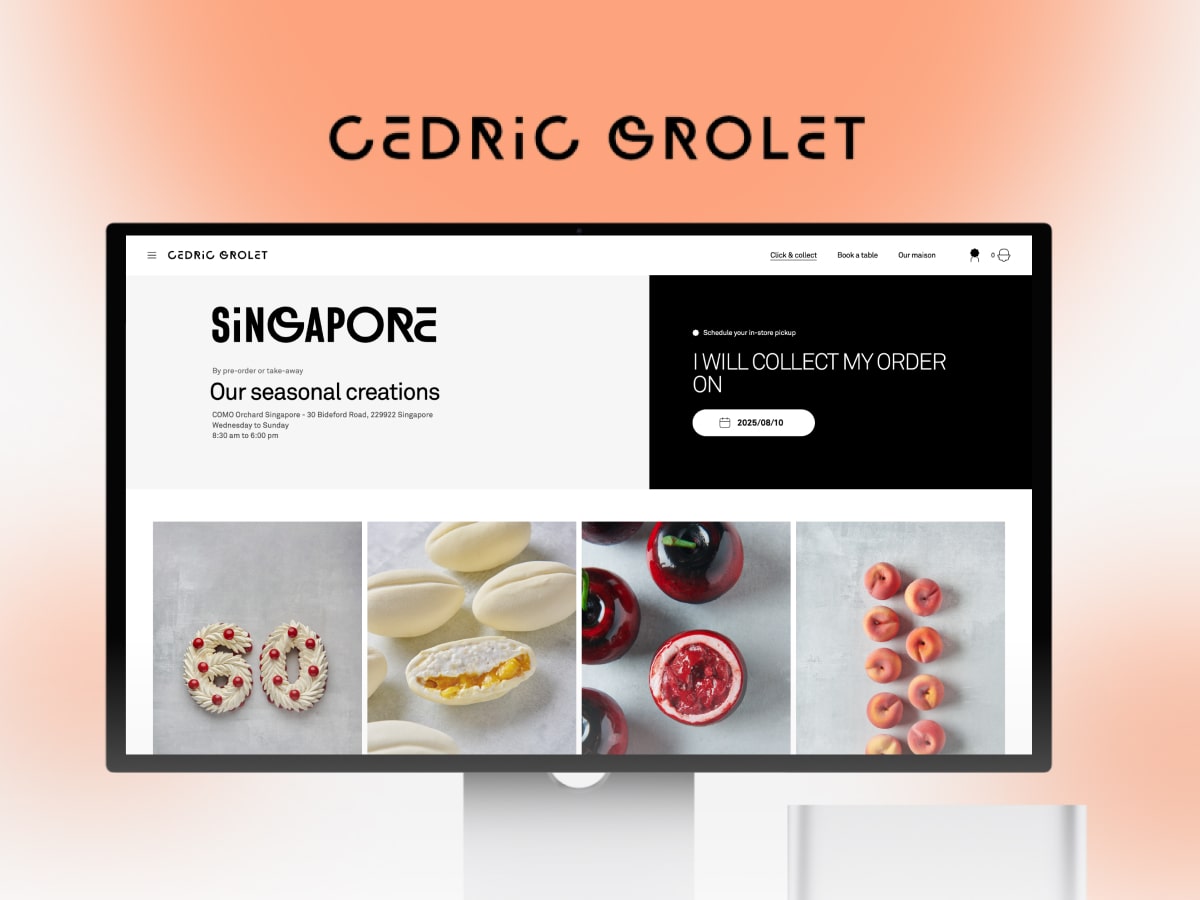 CEDRiC GROLET
CEDRiC GROLET
Click & collect
Book a table
Our maison
0
SiNGAPORE
By pre-order or take-away
Our seasonal creations
COMO Orchard Singapore - 30 Bideford Road, 229922 Singapore
Wednesday to Sunday
8:30 am to 6:00 pm
Schedule your in-store pickup
I WILL COLLECT MY ORDER
ON
2025/08/10
60